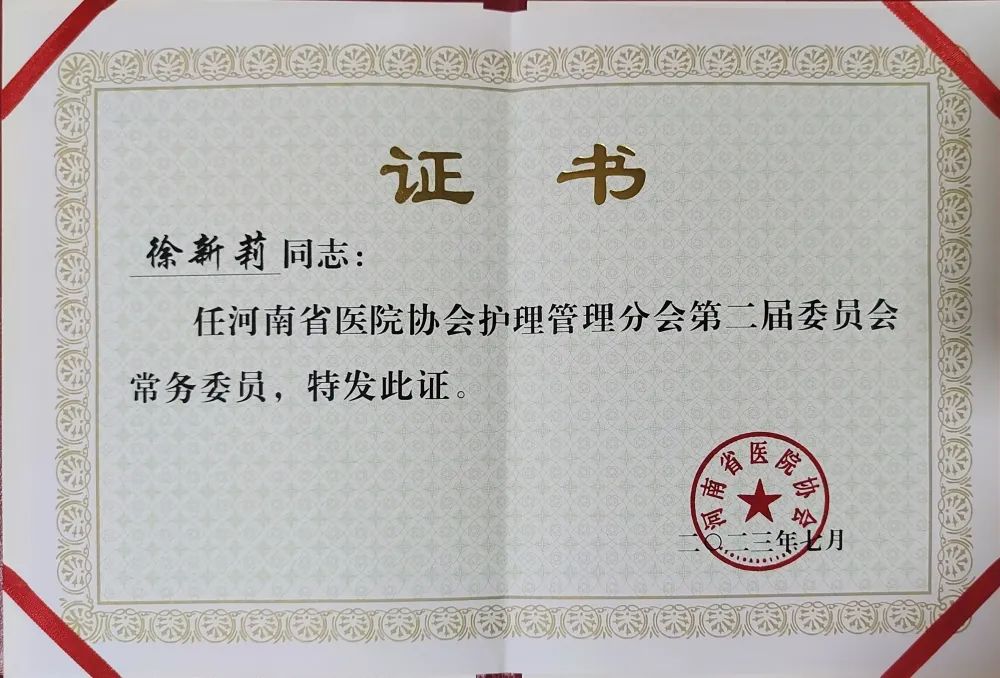 证 书
徐新莉同志：
任河南省医院协会护理管理分会第二届委员会
常务委员，特发此证。
河南省医院协会
二〇二三年七月